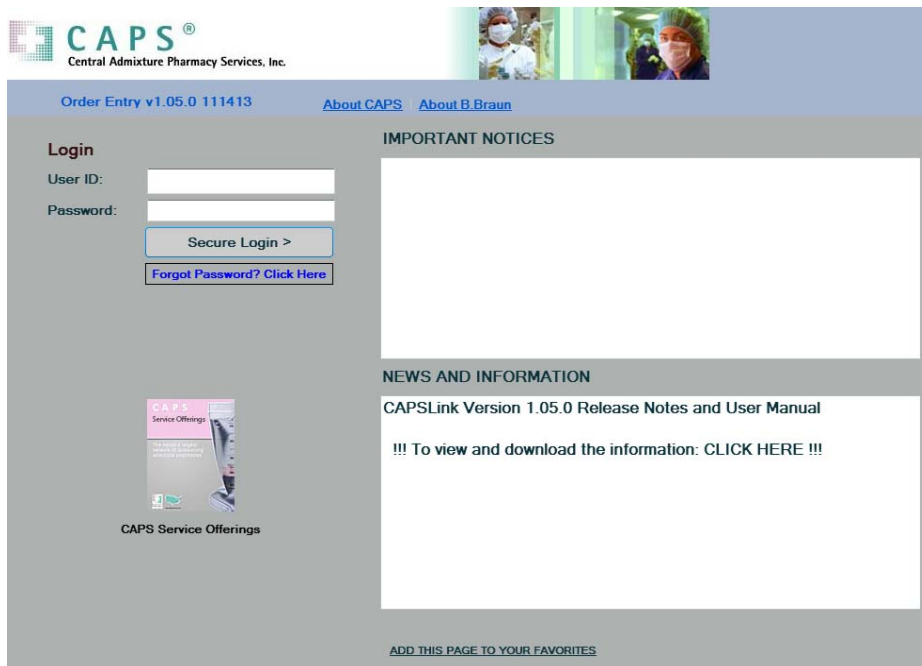 CAPS®
Central Admixture Pharmacy Services, Inc.
Order Entry v1.05.0 111413
About CAPS | About B.Braun
Login
User ID:
Password:
Secure Login >
Forgot Password? Click Here
IMPORTANT NOTICES
NEWS AND INFORMATION
CAPSLink Version 1.05.0 Release Notes and User Manual
!!! To view and download the information: CLICK HERE !!!
CAPS
Service Offerings
CAPS Service Offerings
ADD THIS PAGE TO YOUR FAVORITES